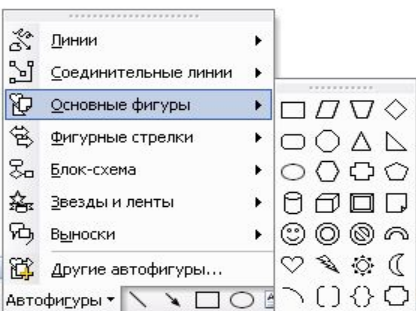 Линии
Соединительные линии
Основные фигуры
Фигурные стрелки
Блок-схема
Звезды и ленты
Выноски
Другие автофигуры...
Автофигуры